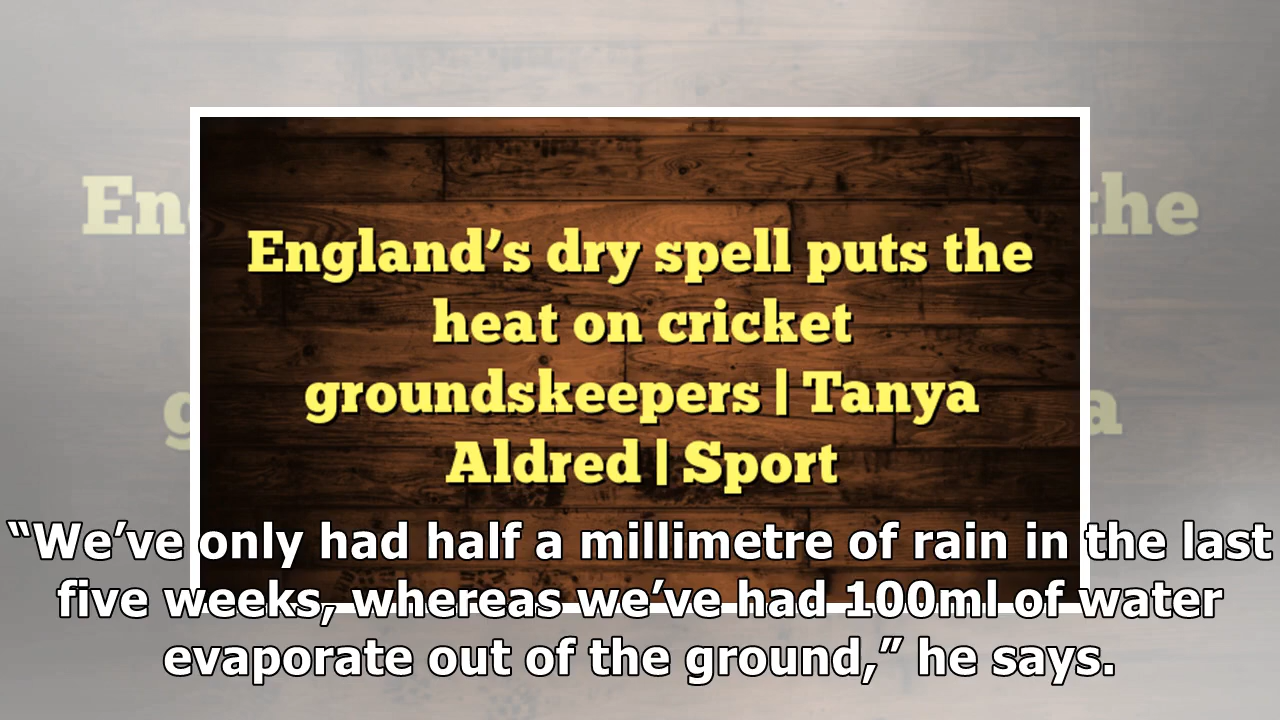 England’s dry spell puts the
heat on cricket
groundskeepers | Tanya
Aldred | Sport
“We’ve only had half a millimetre of rain in the last
five weeks, whereas we’ve had 100ml of water
evaporate out of the ground,” he says.